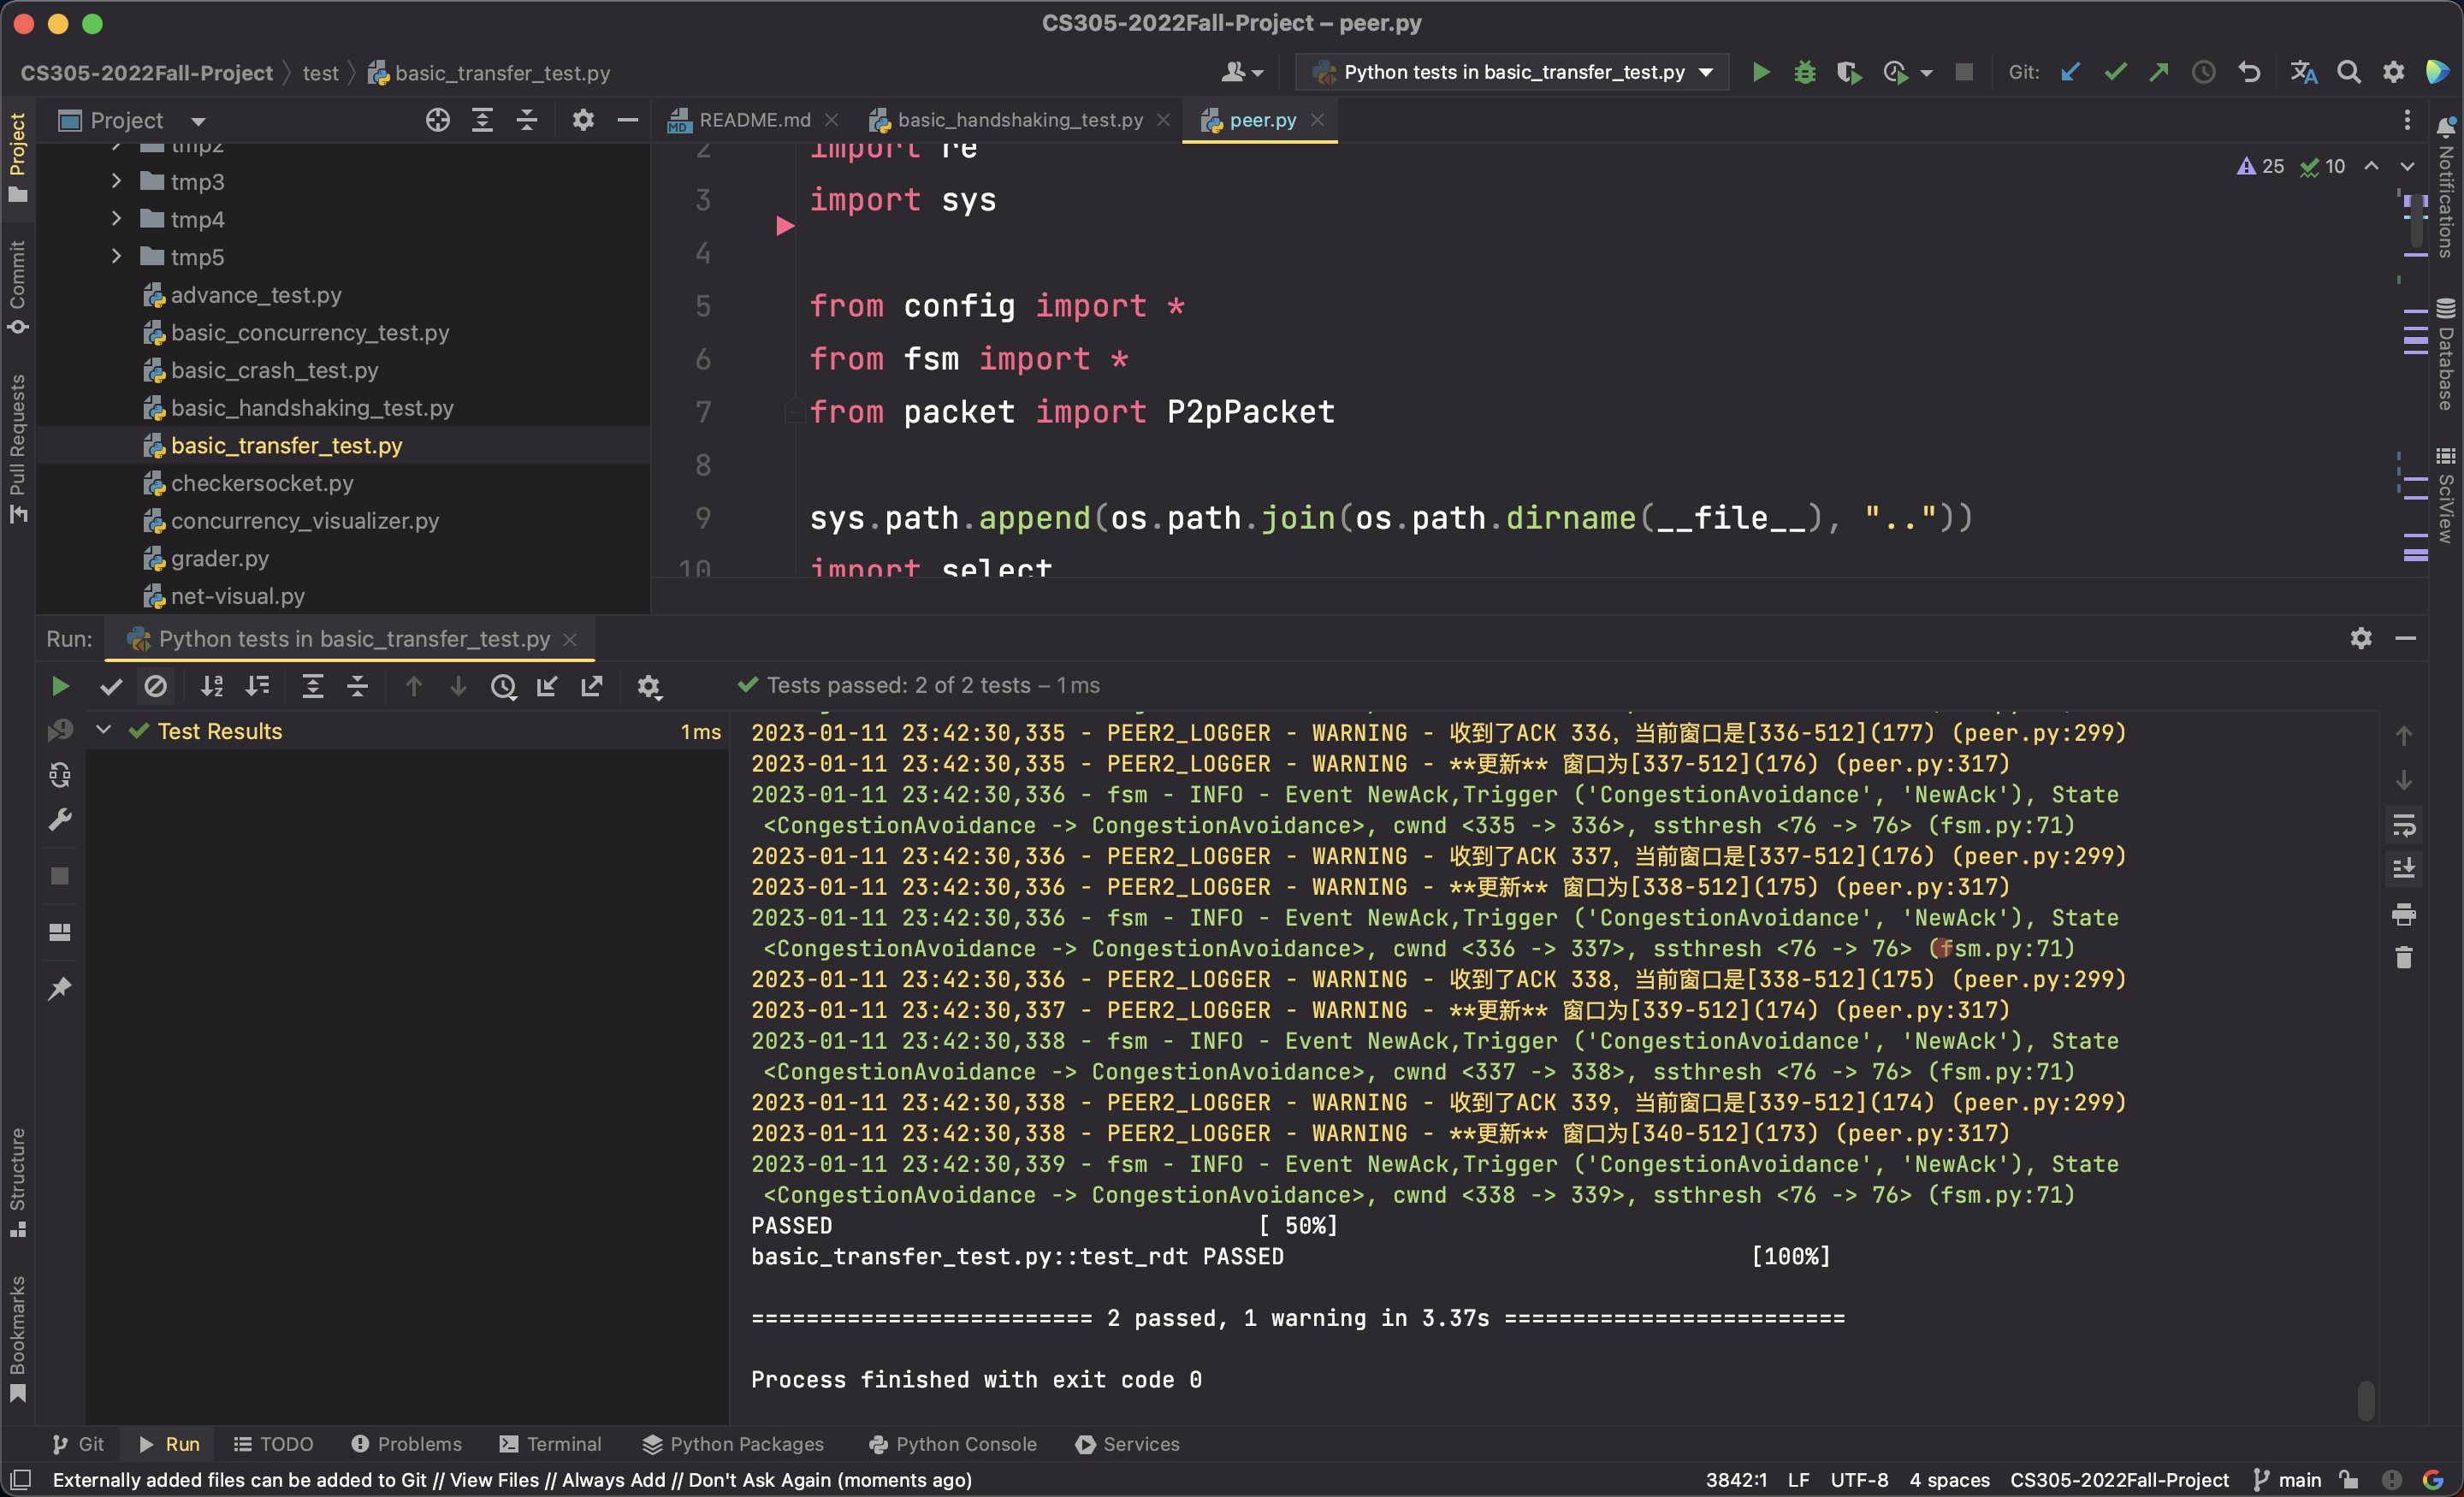 CS305-2022Fall-Project – peer.py
CS305-2022Fall-Project
test
basic_transfer_test.py
Python tests in basic_transfer_test.py
Git:
Project
README.md
basic_handshaking_test.py
peer.py
Project
Commit
Pull Requests
tmp2
tmp3
tmp4
tmp5
advance_test.py
basic_concurrency_test.py
basic_crash_test.py
basic_handshaking_test.py
basic_transfer_test.py
checkersocket.py
concurrency_visualizer.py
grader.py
net-visual.py
25
10
2 import re
3 import sys
4
5 from config import *
6 from fsm import *
7 from packet import P2pPacket
8
9 sys.path.append(os.path.join(os.path.dirname(__file__), ".."))
10 import select
Notifications
Database
SciView
Run:
Python tests in basic_transfer_test.py
Tests passed: 2 of 2 tests – 1 ms
Test Results
1 ms
2023-01-11 23:42:30,335 - PEER2_LOGGER - WARNING - 收到了ACK 336，当前窗口是[336-512](177) (peer.py:299)
2023-01-11 23:42:30,335 - PEER2_LOGGER - WARNING - **更新** 窗口为[337-512](176) (peer.py:317)
2023-01-11 23:42:30,336 - fsm - INFO - Event NewAck,Trigger ('CongestionAvoidance', 'NewAck'), State
<CongestionAvoidance -> CongestionAvoidance>, cwnd <335 -> 336>, ssthresh <76 -> 76> (fsm.py:71)
2023-01-11 23:42:30,336 - PEER2_LOGGER - WARNING - 收到了ACK 337，当前窗口是[337-512](176) (peer.py:299)
2023-01-11 23:42:30,336 - PEER2_LOGGER - WARNING - **更新** 窗口为[338-512](175) (peer.py:317)
2023-01-11 23:42:30,336 - fsm - INFO - Event NewAck,Trigger ('CongestionAvoidance', 'NewAck'), State
<CongestionAvoidance -> CongestionAvoidance>, cwnd <336 -> 337>, ssthresh <76 -> 76> (fsm.py:71)
2023-01-11 23:42:30,336 - PEER2_LOGGER - WARNING - 收到了ACK 338，当前窗口是[338-512](175) (peer.py:299)
2023-01-11 23:42:30,337 - PEER2_LOGGER - WARNING - **更新** 窗口为[339-512](174) (peer.py:317)
2023-01-11 23:42:30,338 - fsm - INFO - Event NewAck,Trigger ('CongestionAvoidance', 'NewAck'), State
<CongestionAvoidance -> CongestionAvoidance>, cwnd <337 -> 338>, ssthresh <76 -> 76> (fsm.py:71)
2023-01-11 23:42:30,338 - PEER2_LOGGER - WARNING - 收到了ACK 339，当前窗口是[339-512](174) (peer.py:299)
2023-01-11 23:42:30,338 - PEER2_LOGGER - WARNING - **更新** 窗口为[340-512](173) (peer.py:317)
2023-01-11 23:42:30,339 - fsm - INFO - Event NewAck,Trigger ('CongestionAvoidance', 'NewAck'), State
<CongestionAvoidance -> CongestionAvoidance>, cwnd <338 -> 339>, ssthresh <76 -> 76> (fsm.py:71)
PASSED [ 50%]
basic_transfer_test.py::test_rdt PASSED [100%]
========================= 2 passed, 1 warning in 3.37s =========================
Process finished with exit code 0
Structure
Bookmarks
Git
Run
TODO
Problems
Terminal
Python Packages
Python Console
Services
Externally added files can be added to Git // View Files // Always Add // Don't Ask Again (moments ago)
3842:1 LF UTF-8 4 spaces CS305-2022Fall-Project main